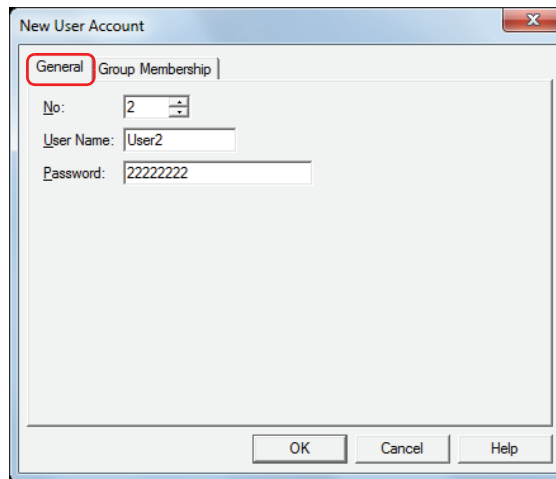 New User Account
General Group Membership
No: 2
User Name: User2
Password: 22222222
OK Cancel Help